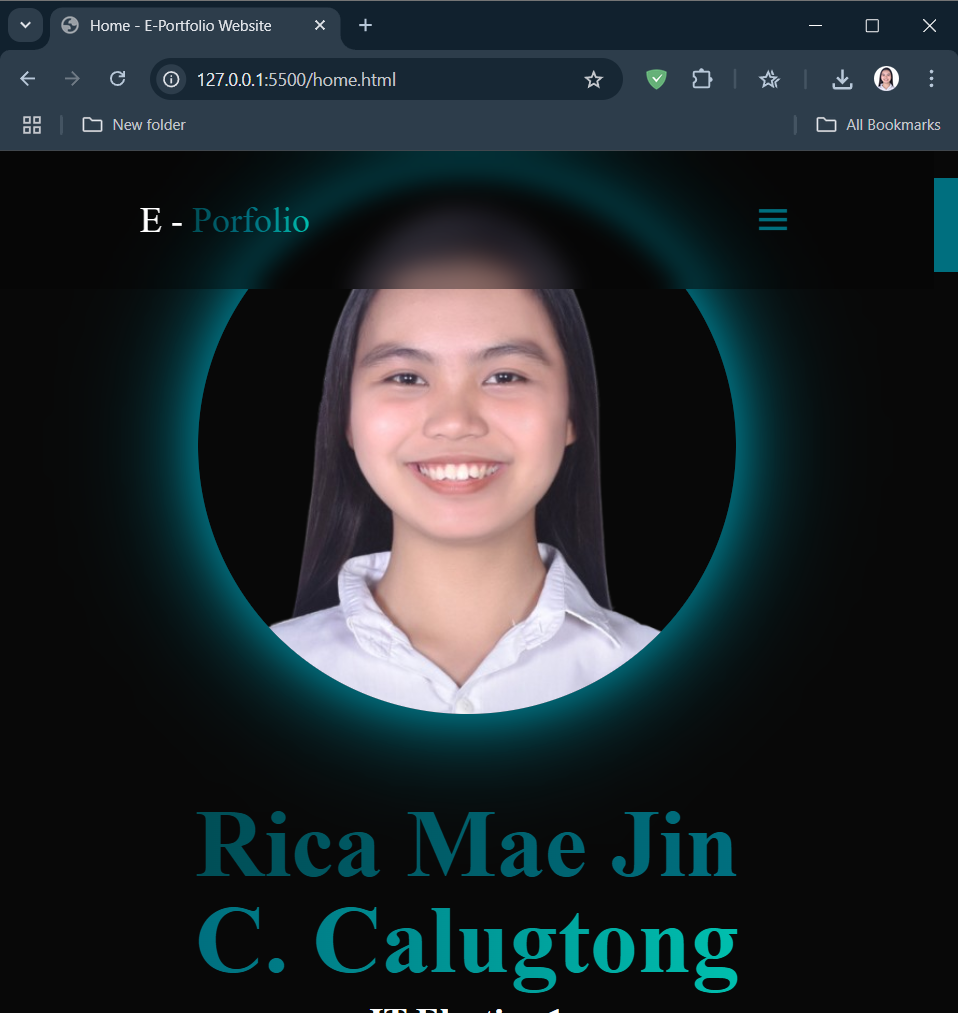 Home - E-Portfolio Website
127.0.0.1:5500/home.html
New folder
All Bookmarks
E - Porfolio
Rica Mae Jin
C. Calugtong